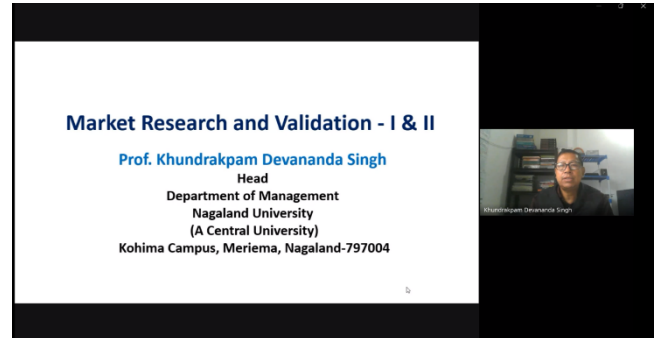 Market Research and Validation - I & II
Prof. Khundrakpam Devananda Singh
Head
Department of Management
Nagaland University
(A Central University)
Kohima Campus, Meriema, Nagaland-797004
Khundrakpam Devananda Singh